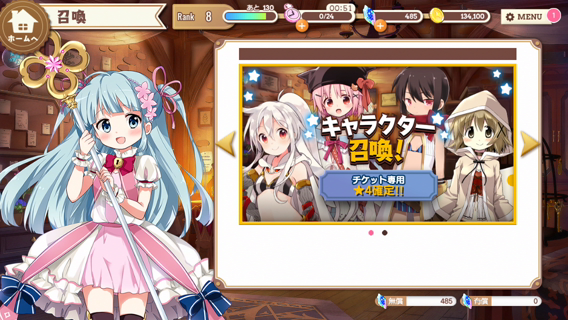 召喚
ホームへ
Rank 8
あと 130
00:51
0/24
485
134,100
MENU
1
キャラクター
召喚!
チケット専用
★4確定!!
無償 485
有償 0